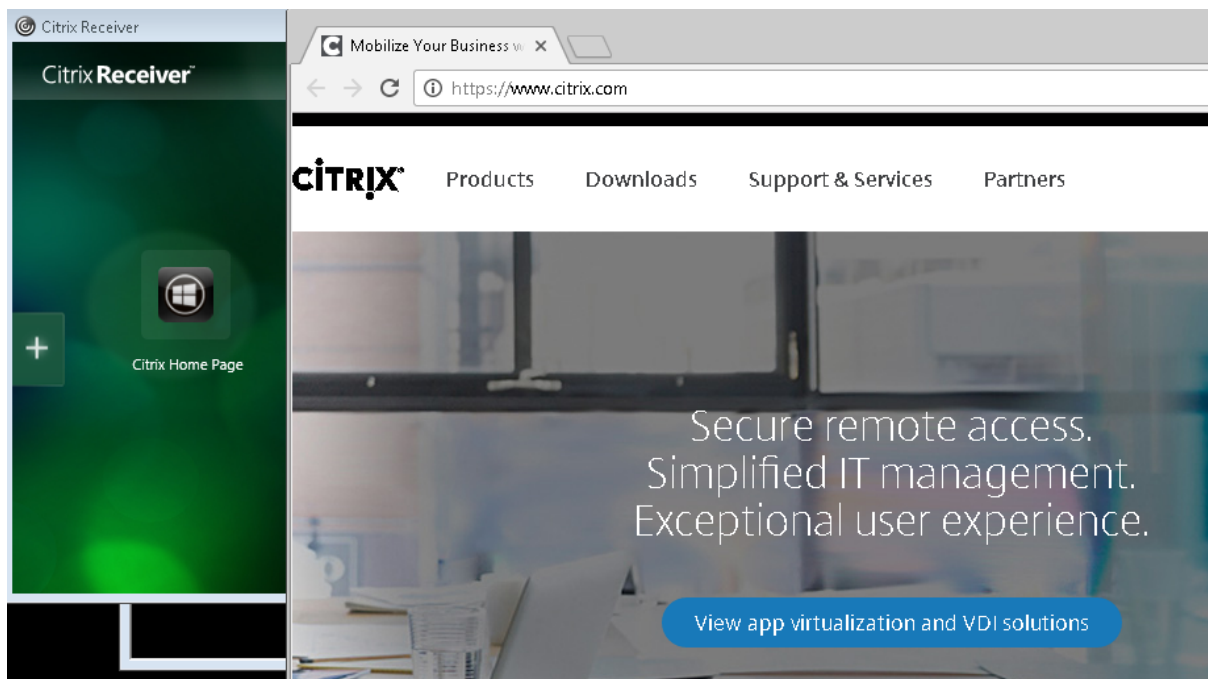 Citrix Receiver
Citrix Receiver™
+
Citrix Home Page
Mobilize Your Business w
https://www.citrix.com
CİTRIX®
Products
Downloads
Support & Services
Partners
Secure remote access.
Simplified IT management.
Exceptional user experience.
View app virtualization and VDI solutions